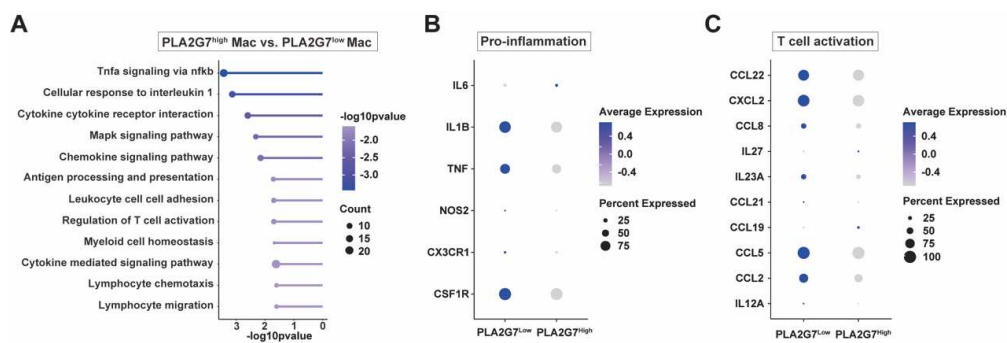 A
PLA2G7high Mac vs. PLA2G7low Mac
Tnfa signaling via nfkb
Cellular response to interleukin 1
Cytokine cytokine receptor interaction
Mapk signaling pathway
Chemokine signaling pathway
Antigen processing and presentation
Leukocyte cell cell adhesion
Regulation of T cell activation
Myeloid cell homeostasis
Cytokine mediated signaling pathway
Lymphocyte chemotaxis
Lymphocyte migration
3 2 1 0
-log10pvalue
-log10pvalue
-2.0
-2.5
-3.0
Count
10
15
20
B
Pro-inflammation
IL6
IL1B
TNF
NOS2
CX3CR1
CSF1R
PLA2G7Low PLA2G7High
Average Expression
0.4
0.0
-0.4
Percent Expressed
25
50
75
C
T cell activation
CCL22
CXCL2
CCL8
IL27
IL23A
CCL21
CCL19
CCL5
CCL2
IL12A
PLA2G7Low PLA2G7High
Average Expression
0.4
0.0
-0.4
Percent Expressed
25
50
75
100